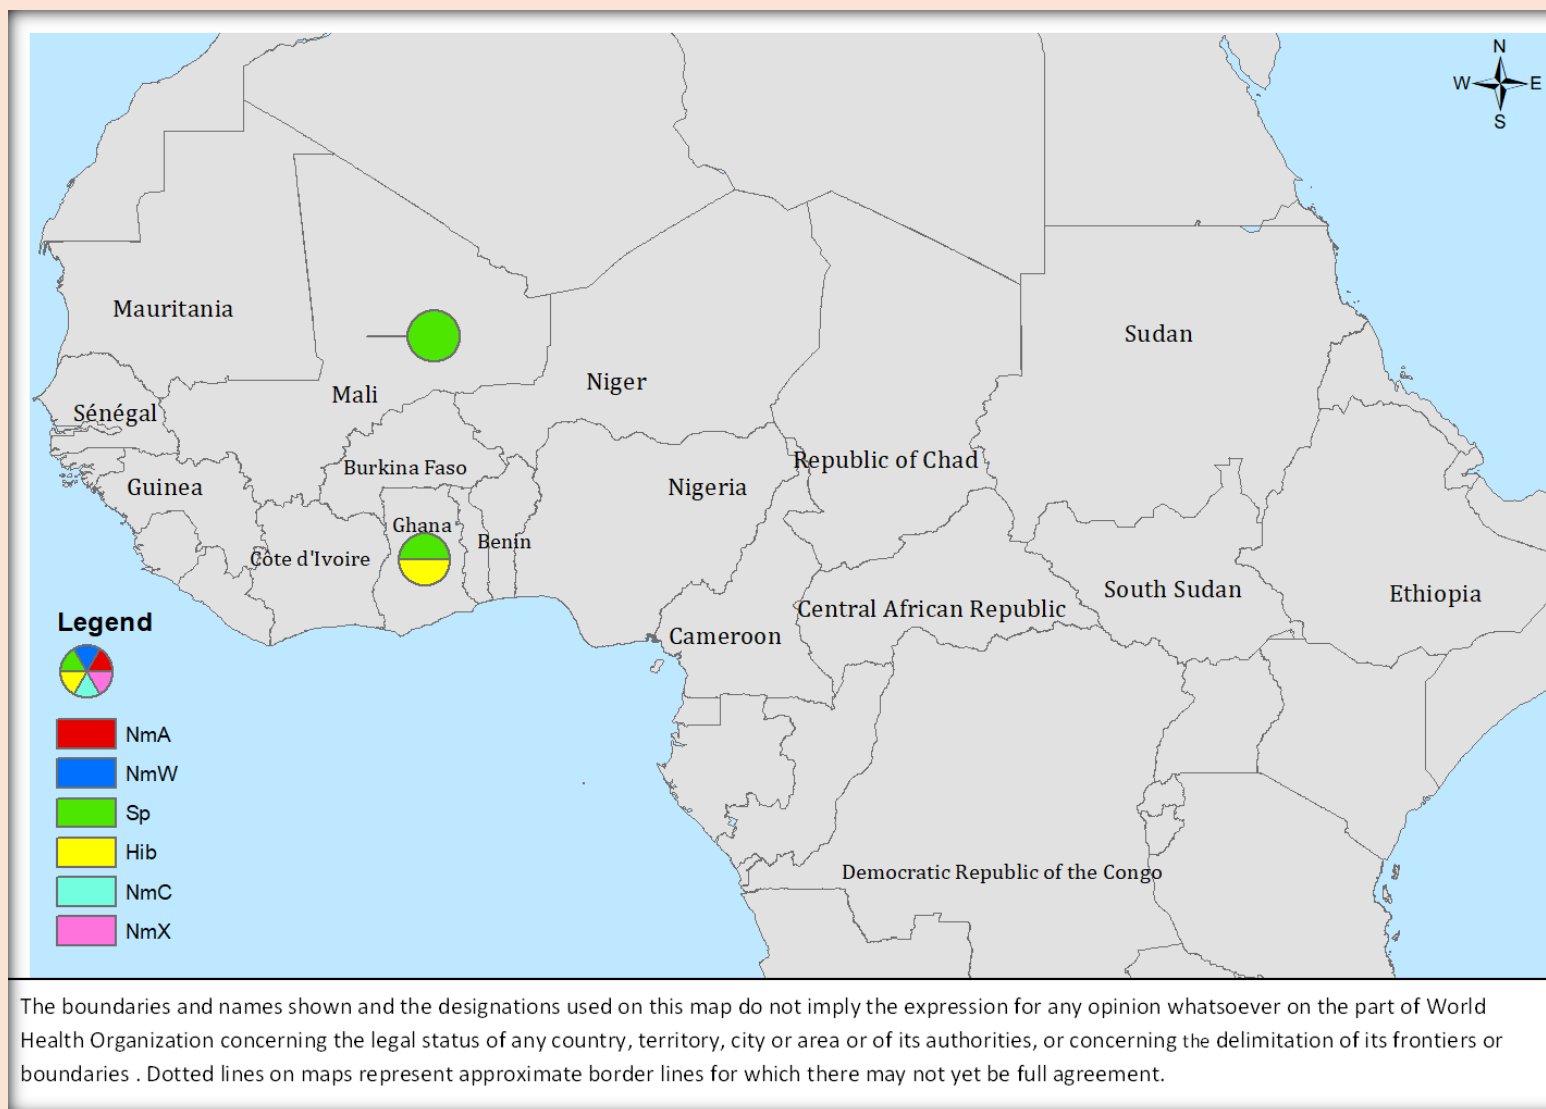 N
W E
S
Mauritania
Sudan
Mali
Niger
Sénégal
Burkina Faso
Republic of Chad
Guinea
Nigeria
Ghana
Benin
Côte d'Ivoire
South Sudan
Ethiopia
Central African Republic
Cameroon
Democratic Republic of the Congo
Legend
NmA
NmW
Sp
Hib
NmC
NmX
The boundaries and names shown and the designations used on this map do not imply the expression for any opinion whatsoever on the part of World
Health Organization concerning the legal status of any country, territory, city or area or of its authorities, or concerning the delimitation of its frontiers or
boundaries . Dotted lines on maps represent approximate border lines for which there may not yet be full agreement.